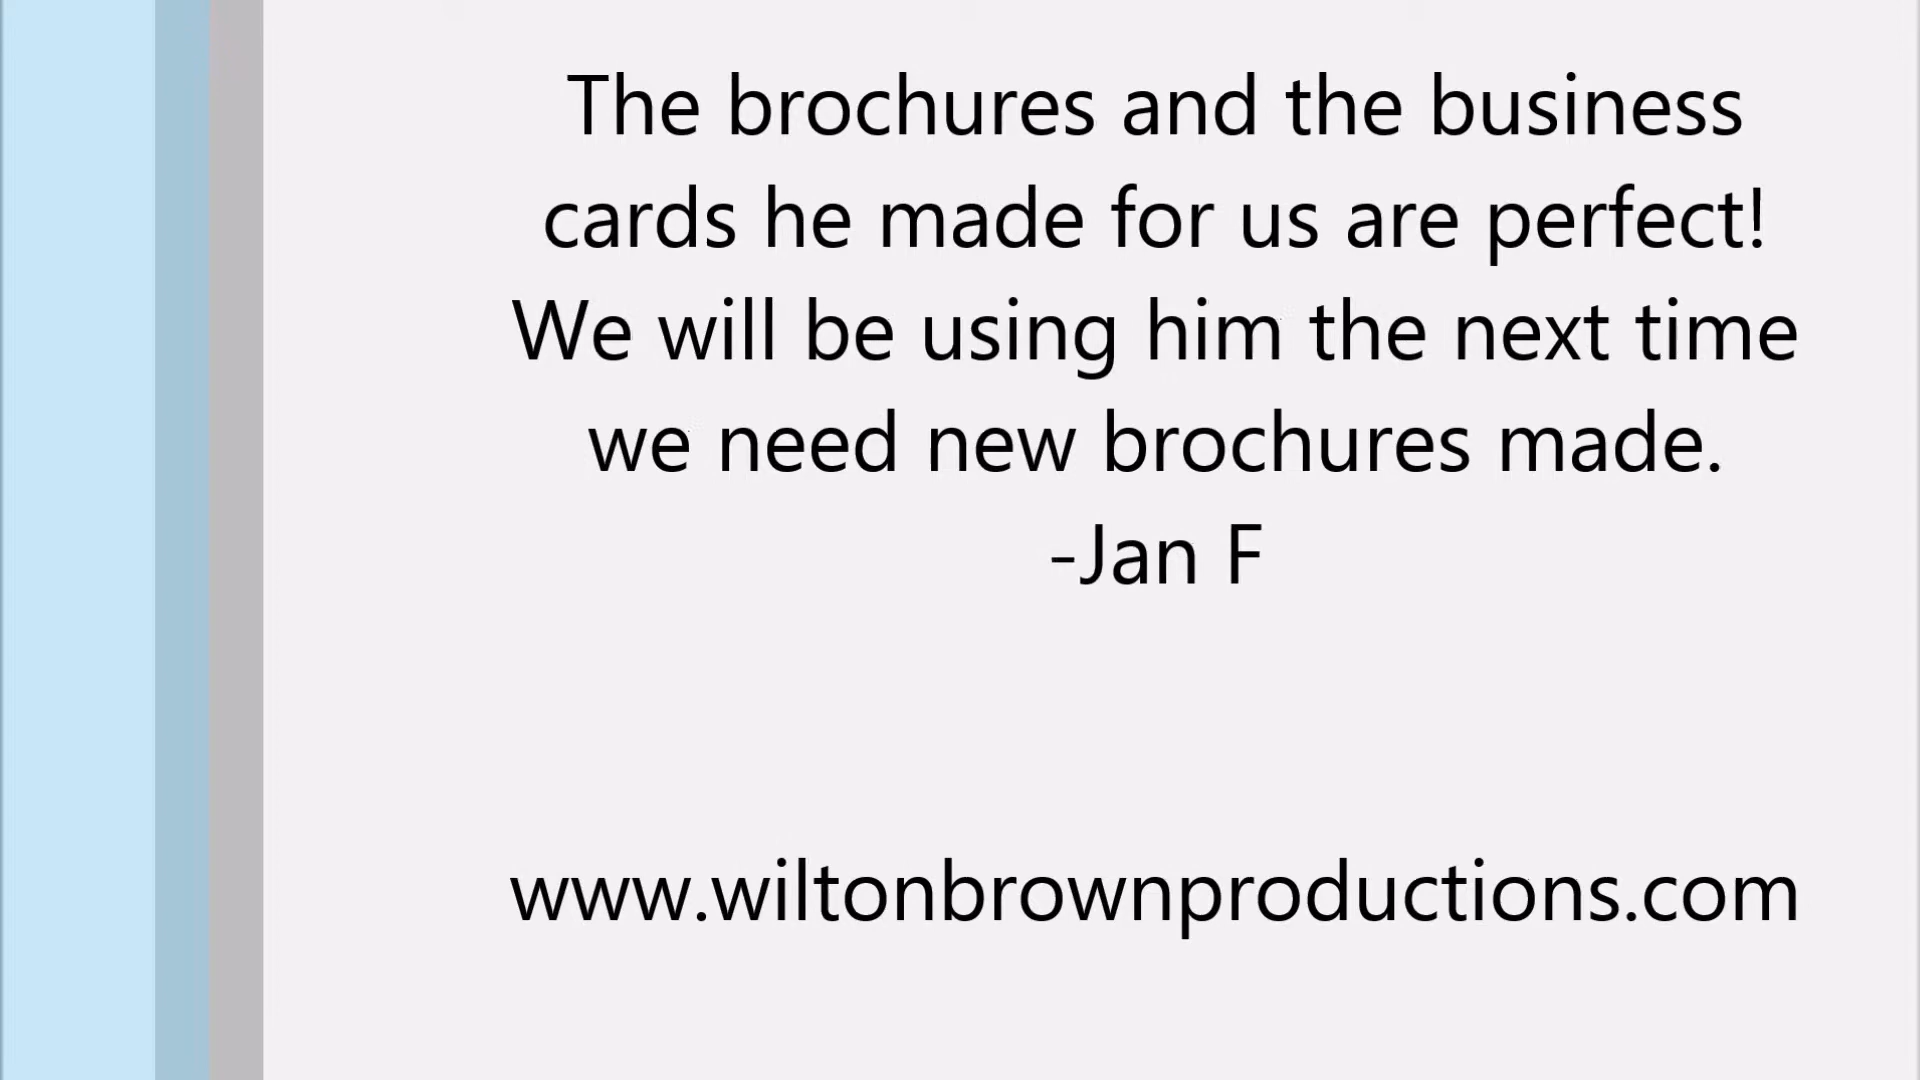 The brochures and the business
cards he made for us are perfect!
We will be using him the next time
we need new brochures made.
-Jan F
www.wiltonbrownproductions.com